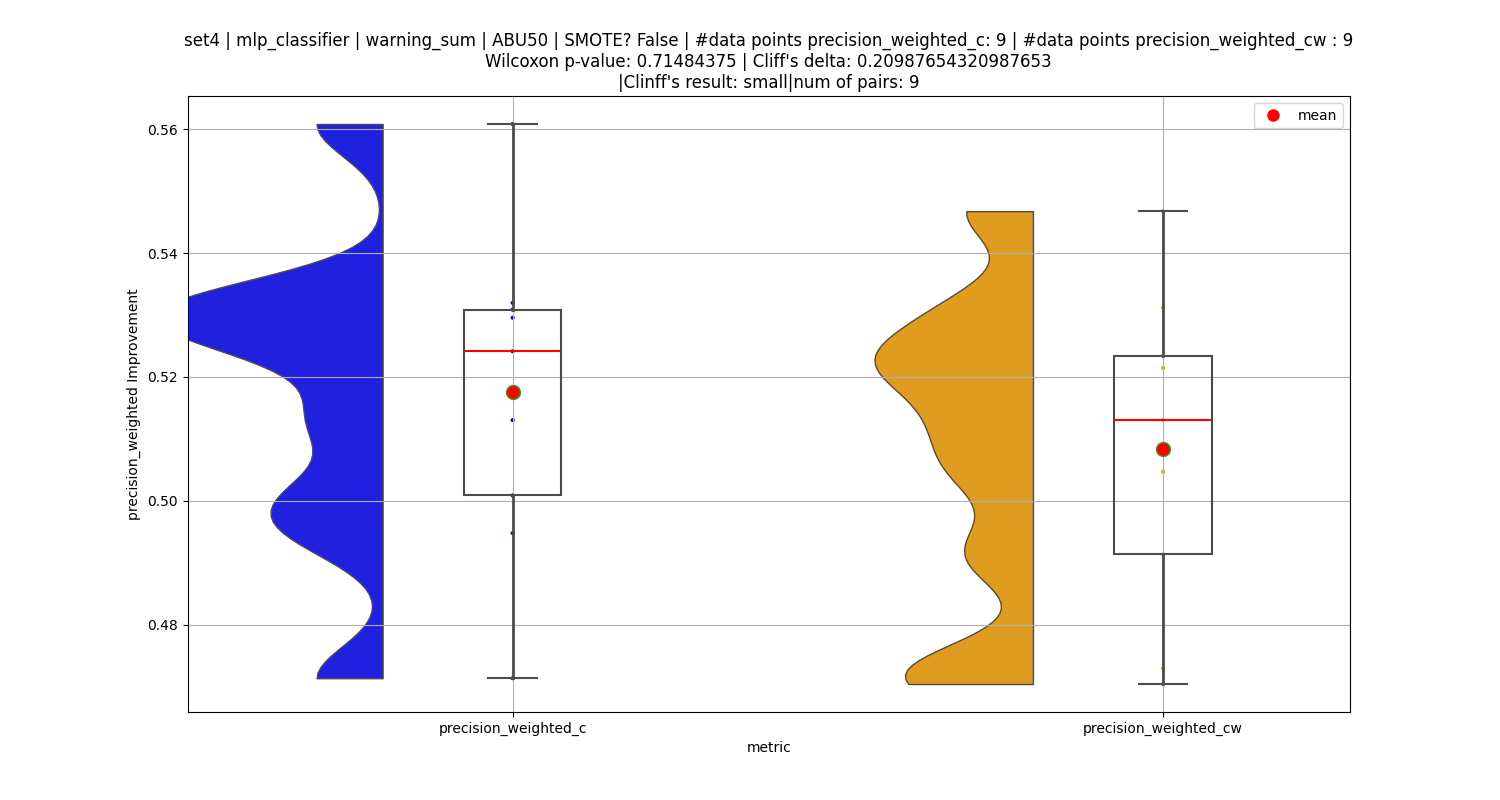 set4 | mlp_classifier | warning_sum | ABU50 | SMOTE? False | #data points precision_weighted_c: 9 | #data points precision_weighted_cw : 9
Wilcoxon p-value: 0.71484375 | Cliff's delta: 0.20987654320987653
|Clinff's result: small|num of pairs: 9
mean
0.56
0.54
0.52
0.50
0.48
precision_weighted Improvement
precision_weighted_c
precision_weighted_cw
metric